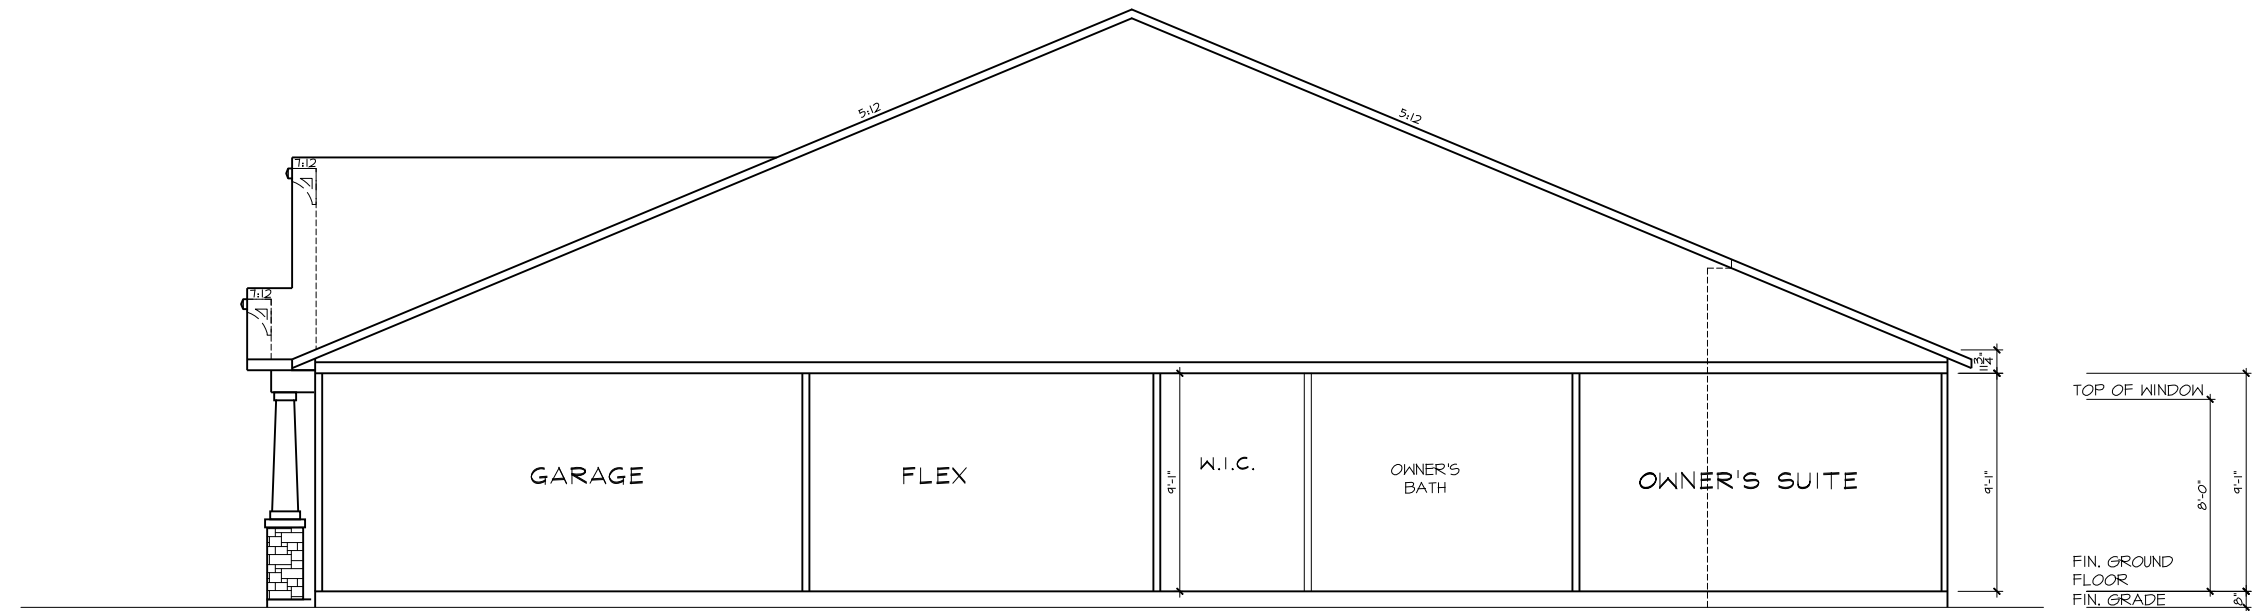 5:12
5:12
7:12
7:12
TOP OF WINDOW
GARAGE
FLEX
W.I.C.
OWNER'S
BATH
OWNER'S SUITE
9'-1"
9'-1"
8'-0"
9'-1"
FIN. GROUND
FLOOR
FIN. GRADE
8"